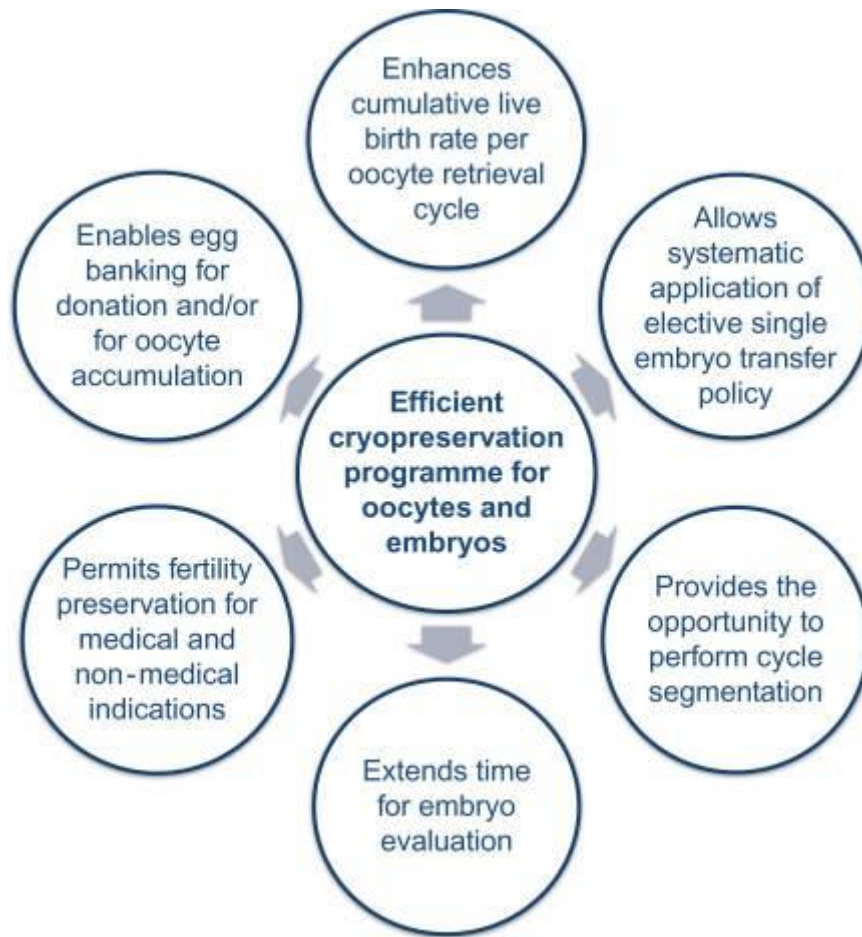 Enhances
cumulative live
birth rate per
oocyte retrieval
cycle
Enables egg
banking for
donation and/or
for oocyte
accumulation
Allows
systematic
application of
elective single
embryo transfer
policy
Efficient
cryopreservation
programme for
oocytes and
embryos
Permits fertility
preservation for
medical and
non-medical
indications
Provides the
opportunity to
perform cycle
segmentation
Extends time
for embryo
evaluation